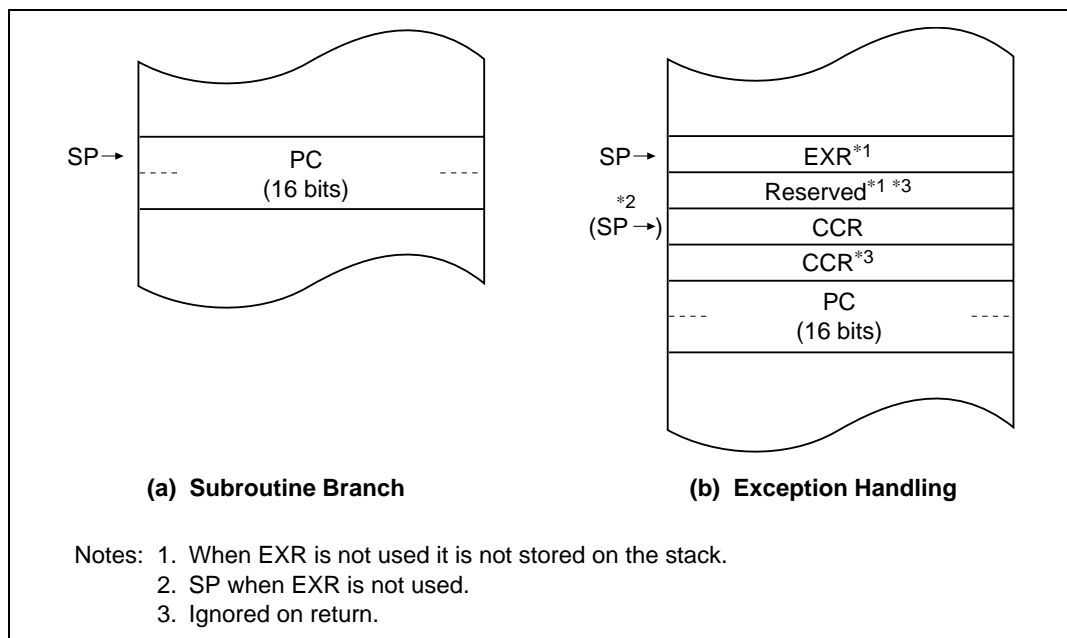 SP→
PC
(16 bits)
(a) Subroutine Branch
SP→
*2
(SP→)
EXR*1
Reserved*1 *3
CCR
CCR*3
PC
(16 bits)
(b) Exception Handling
Notes: 1. When EXR is not used it is not stored on the stack.
2. SP when EXR is not used.
3. Ignored on return.